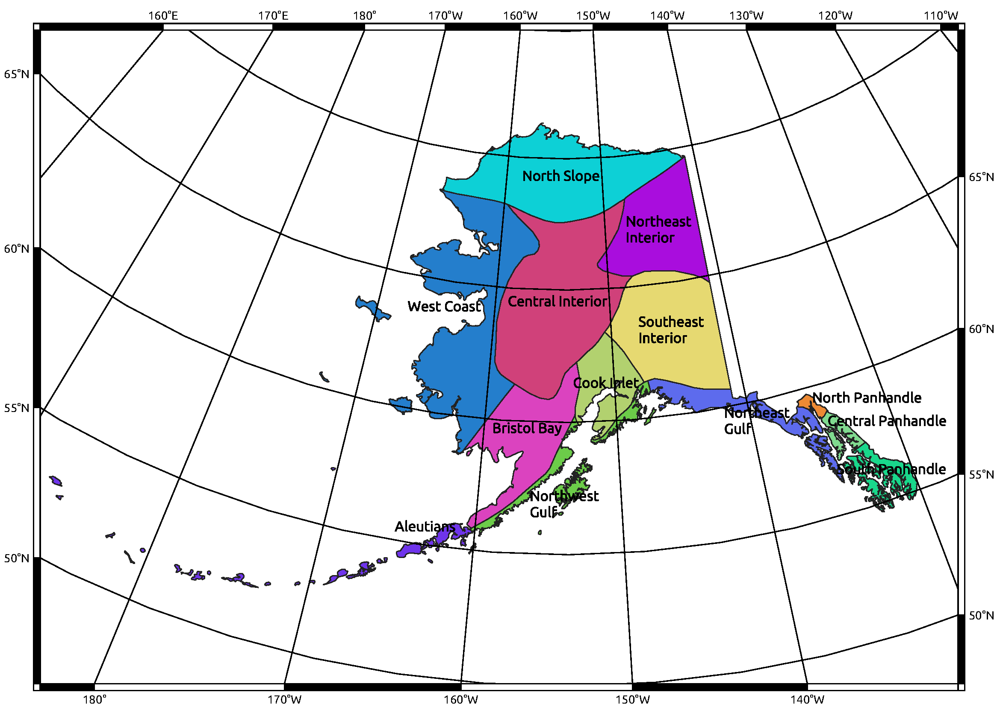 160°E 170°E 180° 170°W 160°W 150°W 140°W 130°W 120°W 110°W
65°N
65°N
North Slope
Northeast
Interior
60°N
Central Interior
West Coast
Southeast
Interior
60°N
Cook Inlet
North Panhandle
55°N
Northeast
Gulf
Central Panhandle
Bristol Bay
South Panhandle
55°N
Northwest
Gulf
Aleutians
50°N
50°N
180° 170°W 160°W 150°W 140°W